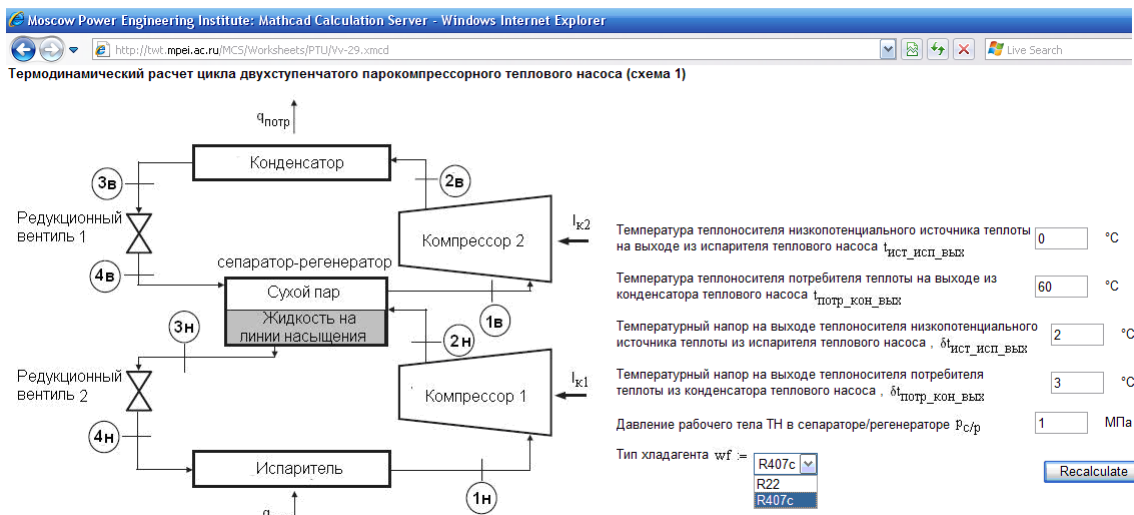 Moscow Power Engineering Institute: Mathcad Calculation Server - Windows Internet Explorer
http://twt.mpei.ac.ru/MCS/Worksheets/PTU/Vv-29.xmcd
Live Search
Термодинамический расчет цикла двухступенчатого парокомпрессорного теплового насоса (схема 1)
qпотр
Конденсатор
3в
2в
Редукционный
вентиль 1
Компрессор 2
lк2
4в
сепаратор-регенератор
Сухой пар
Жидкость на
линии насыщения
1в
3н
2н
Редукционный
вентиль 2
Компрессор 1
lк1
4н
Испаритель
1н
q
Температура теплоносителя низкопотенциального источника теплоты
на выходе из испарителя теплового насоса tист_исп_вых
0 °C
Температура теплоносителя потребителя теплоты на выходе из
конденсатора теплового насоса tпотр_кон_вых
60 °C
Температурный напор на выходе теплоносителя низкопотенциального
источника теплоты из испарителя теплового насоса , δtист_исп_вых
2 °C
Температурный напор на выходе теплоносителя потребителя
теплоты из конденсатора теплового насоса , δtпотр_кон_вых
3 °C
Давление рабочего тела ТН в сепараторе/регенераторе pс/р
1 МПа
Тип хладагента wf := R407c
R22
R407c
Recalculate